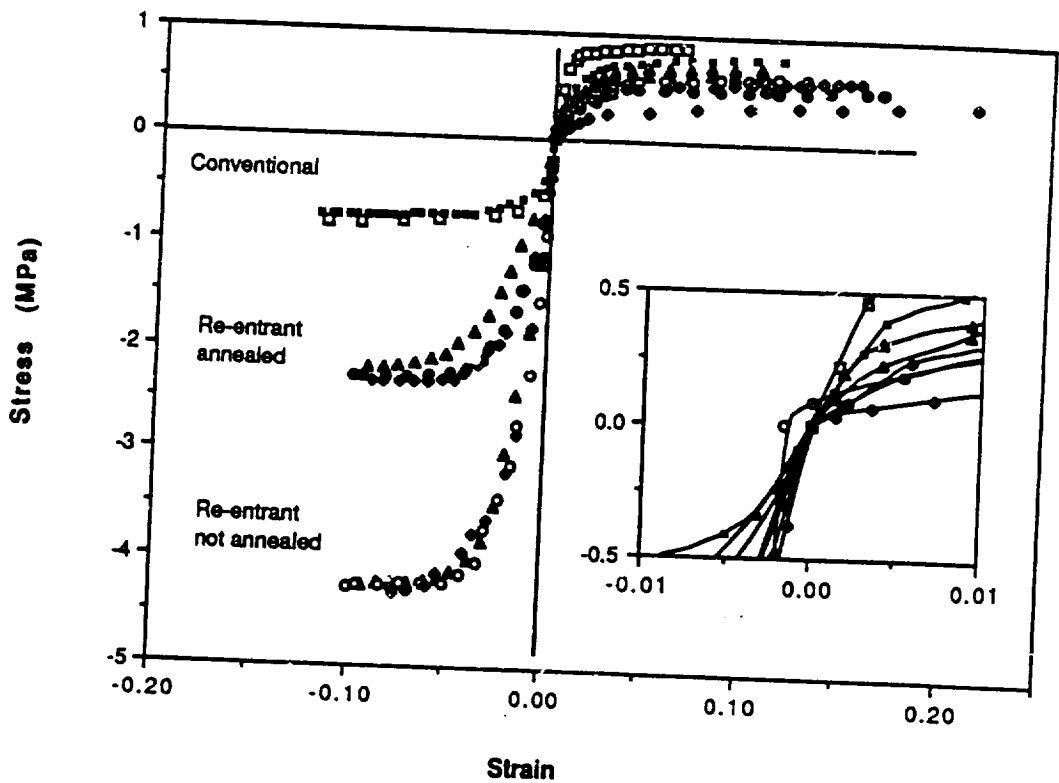 1
0
-1
-2
-3
-4
-5
Stress (MPa)
Conventional
Re-entrant
annealed
Re-entrant
not annealed
0.5
0.0
-0.5
-0.01
0.00
0.01
-0.20
-0.10
0.00
0.10
0.20
Strain